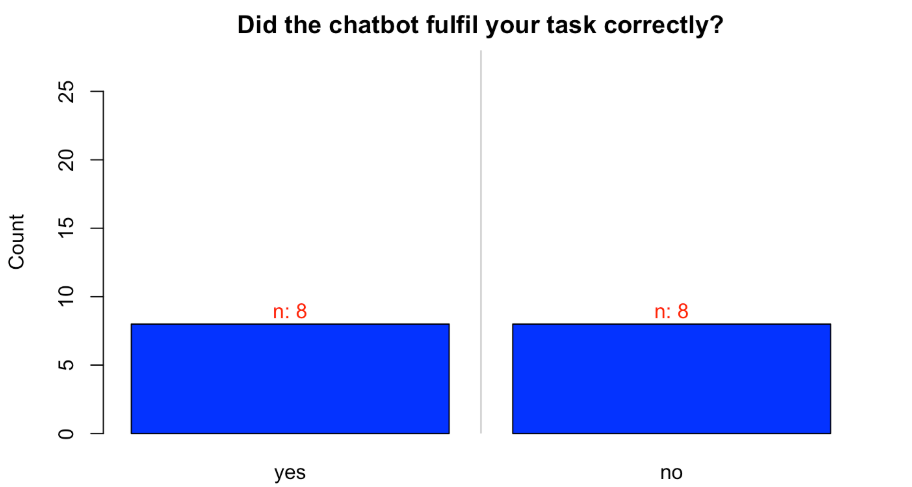 Did the chatbot fulfil your task correctly?
25
20
15
10
5
0
Count
n: 8
n: 8
yes
no